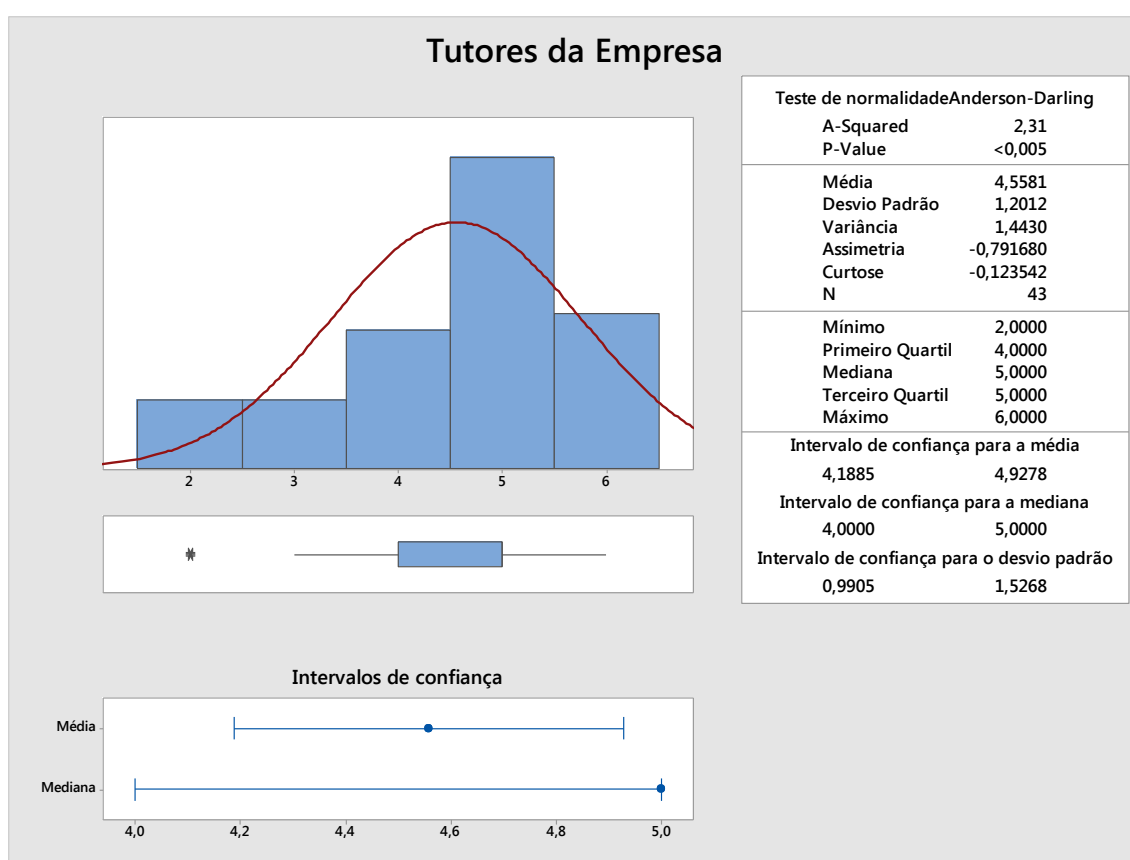 Tutores da Empresa
2 3 4 5 6
Intervalos de confiança
Média
Mediana
4,0 4,2 4,4 4,6 4,8 5,0
Teste de normalidadeAnderson-Darling
A-Squared 2,31
P-Value <0,005
Média 4,5581
Desvio Padrão 1,2012
Variância 1,4430
Assimetria -0,791680
Curtose -0,123542
N 43
Mínimo 2,0000
Primeiro Quartil 4,0000
Mediana 5,0000
Terceiro Quartil 5,0000
Máximo 6,0000
Intervalo de confiança para a média
4,1885 4,9278
Intervalo de confiança para a mediana
4,0000 5,0000
Intervalo de confiança para o desvio padrão
0,9905 1,5268